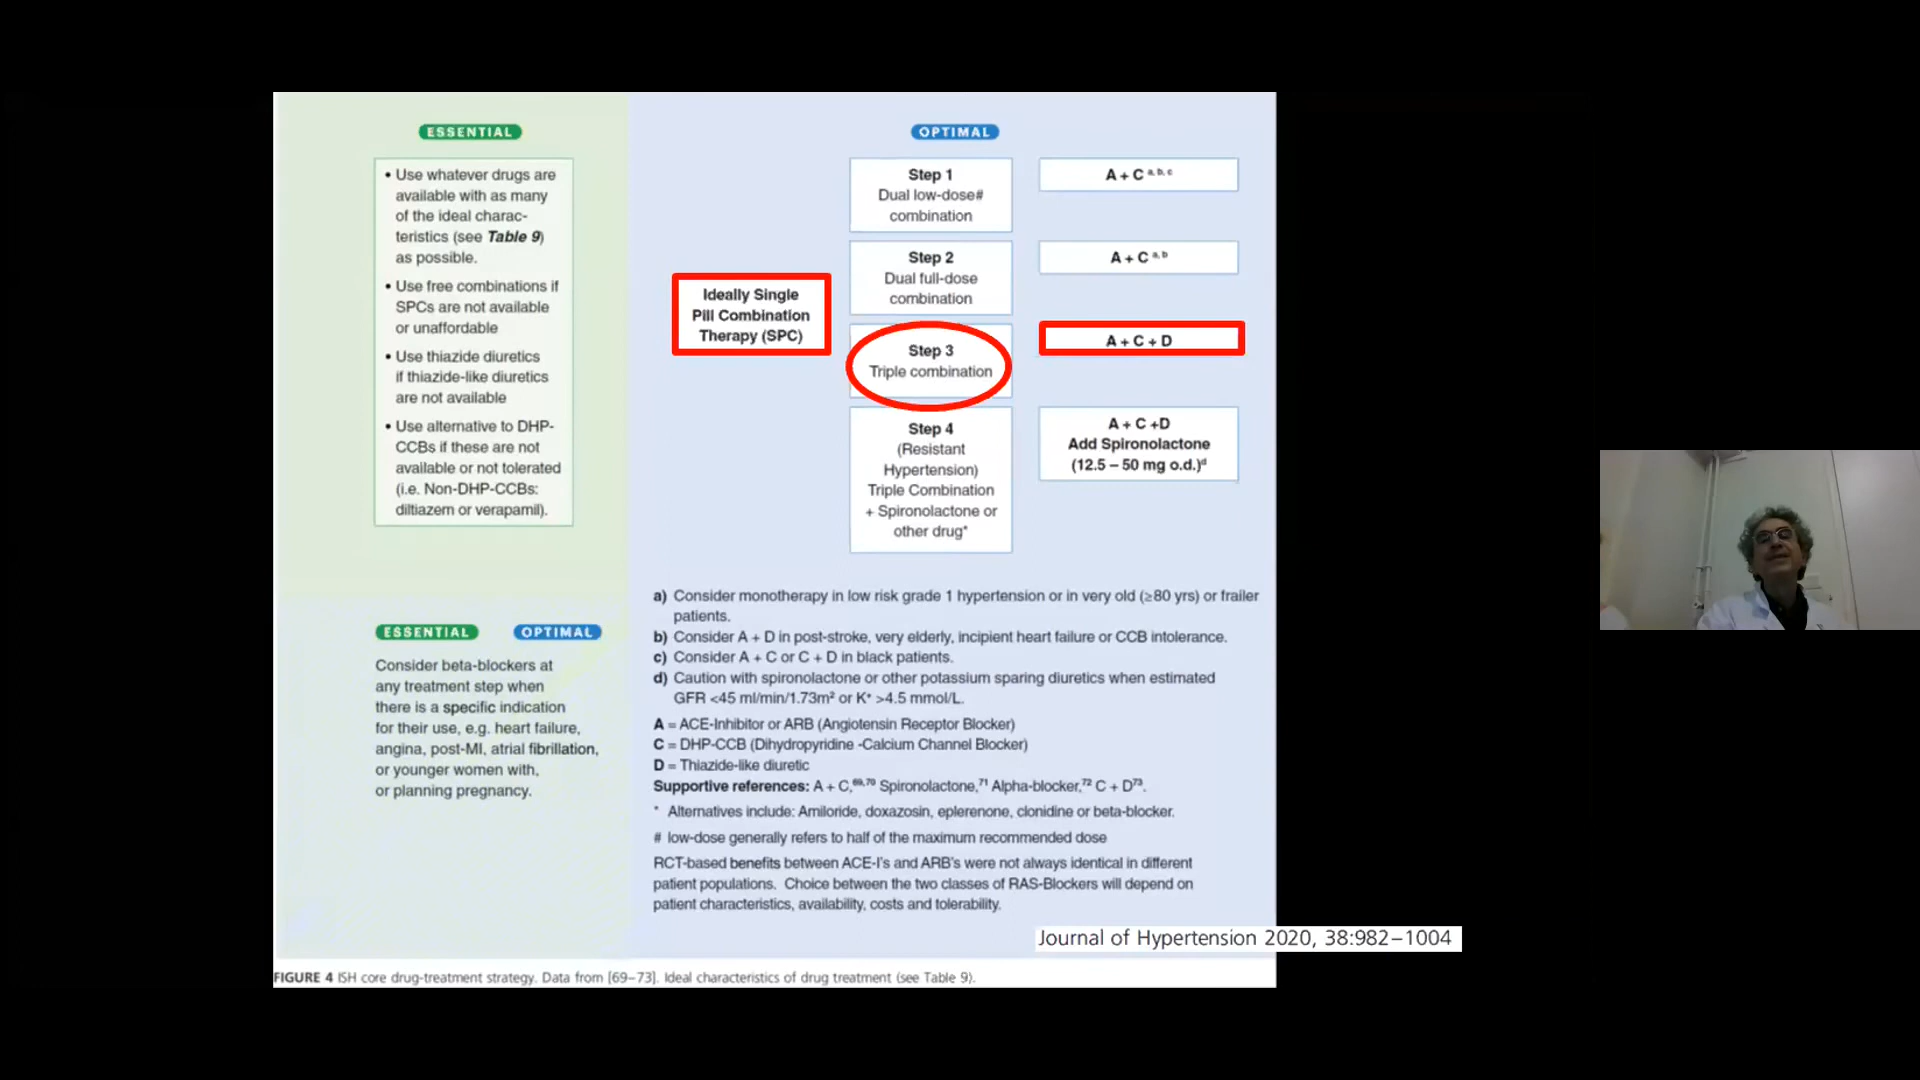 ESSENTIAL
• Use whatever drugs are
available with as many
of the ideal charac-
teristics (see Table 9)
as possible.
• Use free combinations if
SPCs are not available
or unaffordable
• Use thiazide diuretics
if thiazide-like diuretics
are not available
• Use alternative to DHP-
CCBs if these are not
available or not tolerated
(i.e. Non-DHP-CCBs:
diltiazem or verapamil).
ESSENTIAL OPTIMAL
Consider beta-blockers at
any treatment step when
there is a specific indication
for their use, e.g. heart failure,
angina, post-MI, atrial fibrillation,
or younger women with,
or planning pregnancy.
OPTIMAL
Ideally Single
Pill Combination
Therapy (SPC)
Step 1
Dual low-dose#
combination
A + C a, b, c
Step 2
Dual full-dose
combination
A + C a, b
Step 3
Triple combination
A + C + D
Step 4
(Resistant
Hypertension)
Triple Combination
+ Spironolactone or
other drug*
A + C +D
Add Spironolactone
(12.5 – 50 mg o.d.)d
a) Consider monotherapy in low risk grade 1 hypertension or in very old (≥80 yrs) or frailer
patients.
b) Consider A + D in post-stroke, very elderly, incipient heart failure or CCB intolerance.
c) Consider A + C or C + D in black patients.
d) Caution with spironolactone or other potassium sparing diuretics when estimated
GFR <45 ml/min/1.73m² or K⁺ >4.5 mmol/L.
A = ACE-Inhibitor or ARB (Angiotensin Receptor Blocker)
C = DHP-CCB (Dihydropyridine -Calcium Channel Blocker)
D = Thiazide-like diuretic
Supportive references: A + C,69,70 Spironolactone,71 Alpha-blocker,72 C + D73.
* Alternatives include: Amiloride, doxazosin, eplerenone, clonidine or beta-blocker.
# low-dose generally refers to half of the maximum recommended dose
RCT-based benefits between ACE-I's and ARB's were not always identical in different
patient populations. Choice between the two classes of RAS-Blockers will depend on
patient characteristics, availability, costs and tolerability.
Journal of Hypertension 2020, 38:982–1004
FIGURE 4 ISH core drug-treatment strategy. Data from [69–73]. Ideal characteristics of drug treatment (see Table 9).